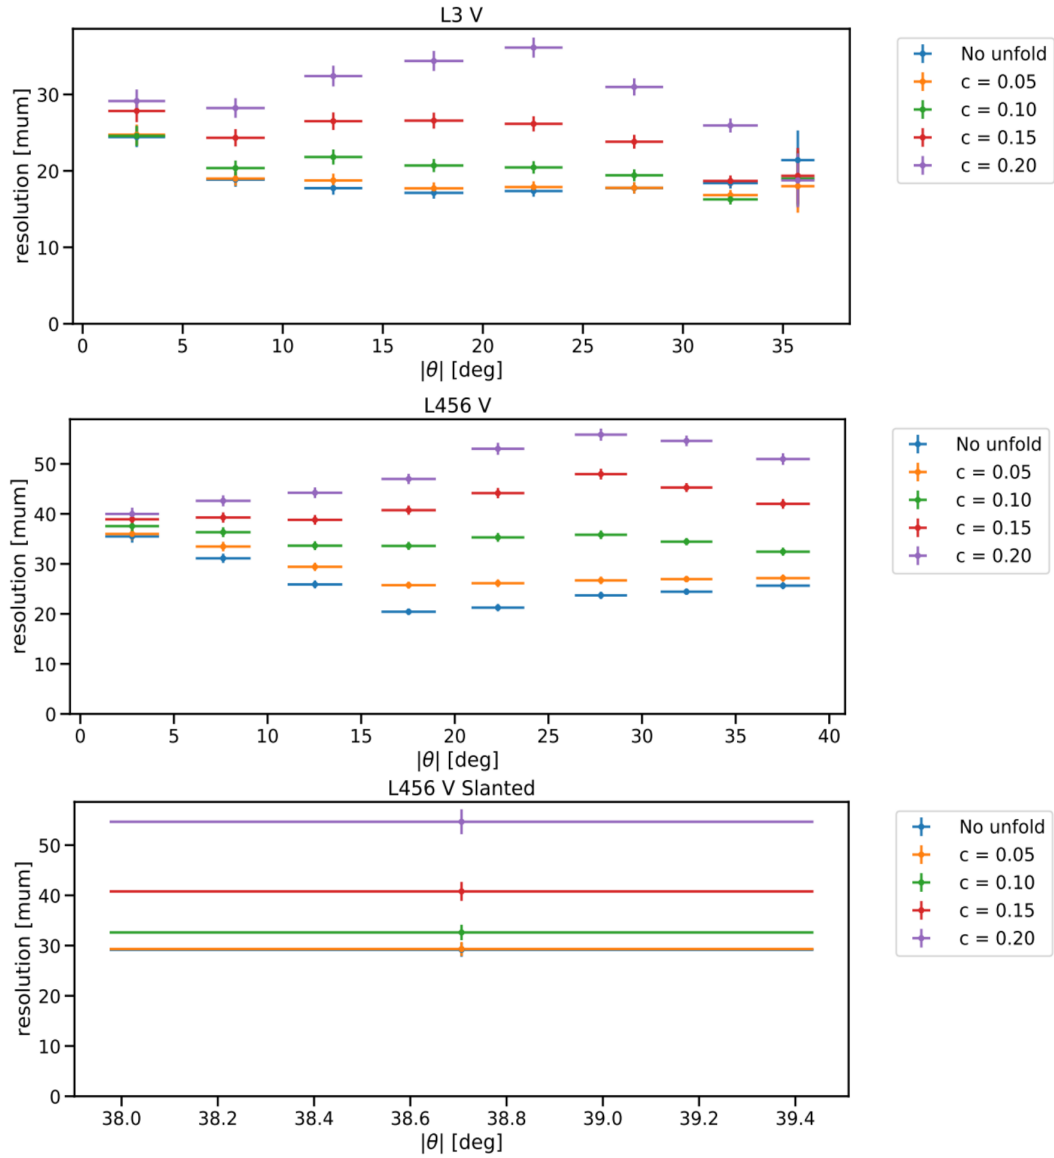 L3 V
resolution [mum]
30
20
10
0
0 5 10 15 20 25 30 35
|θ| [deg]
No unfold
c = 0.05
c = 0.10
c = 0.15
c = 0.20
L456 V
resolution [mum]
50
40
30
20
10
0
0 5 10 15 20 25 30 35 40
|θ| [deg]
No unfold
c = 0.05
c = 0.10
c = 0.15
c = 0.20
L456 V Slanted
resolution [mum]
50
40
30
20
10
0
38.0 38.2 38.4 38.6 38.8 39.0 39.2 39.4
|θ| [deg]
No unfold
c = 0.05
c = 0.10
c = 0.15
c = 0.20